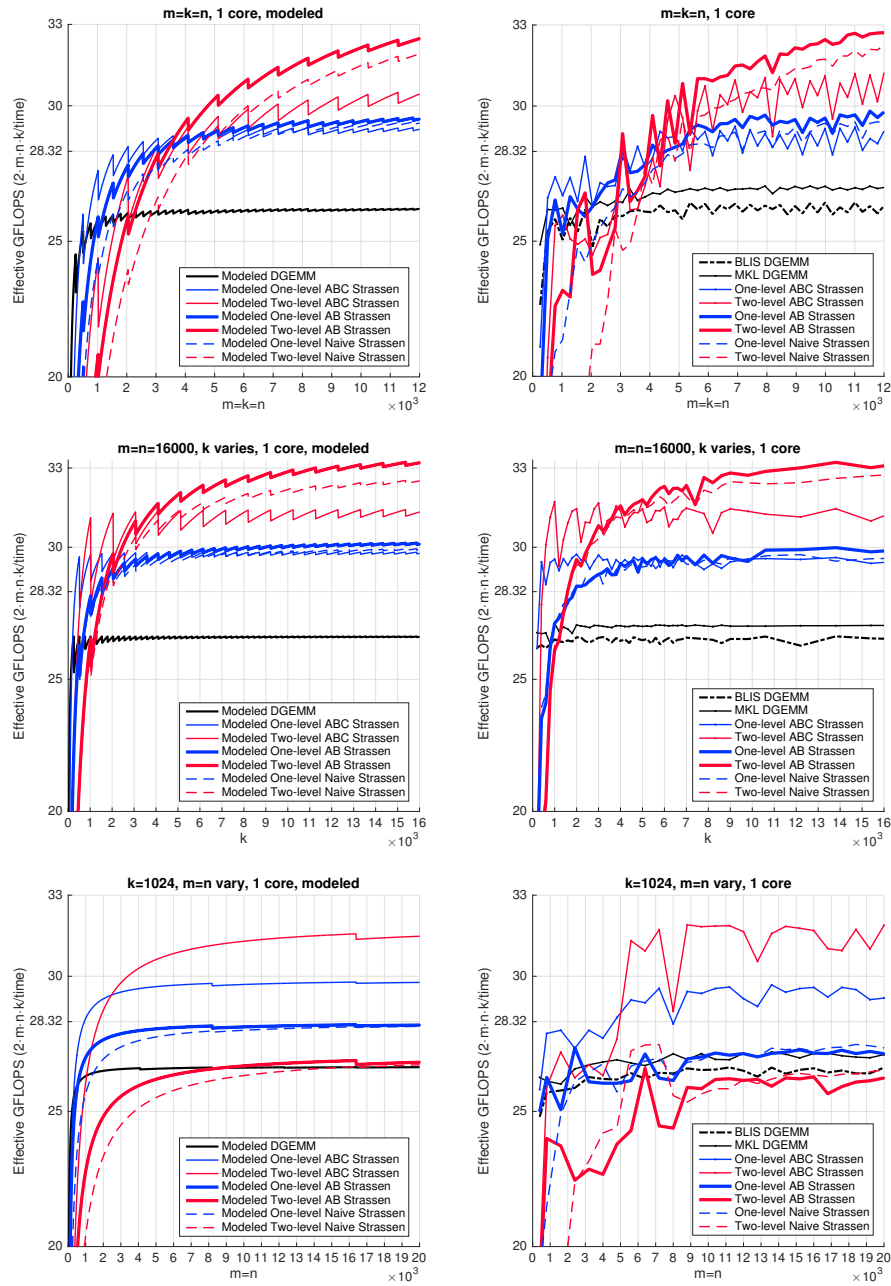 m=k=n, 1 core, modeled
Effective GFLOPS (2·m·n·k/time)
33
30
28.32
25
20
Modeled DGEMM
Modeled One-level ABC Strassen
Modeled Two-level ABC Strassen
Modeled One-level AB Strassen
Modeled Two-level AB Strassen
Modeled One-level Naive Strassen
Modeled Two-level Naive Strassen
0 1 2 3 4 5 6 7 8 9 10 11 12
m=k=n
×10³
m=k=n, 1 core
Effective GFLOPS (2·m·n·k/time)
33
30
28.32
25
20
BLIS DGEMM
MKL DGEMM
One-level ABC Strassen
Two-level ABC Strassen
One-level AB Strassen
Two-level AB Strassen
One-level Naive Strassen
Two-level Naive Strassen
0 1 2 3 4 5 6 7 8 9 10 11 12
m=k=n
×10³
m=n=16000, k varies, 1 core, modeled
Effective GFLOPS (2·m·n·k/time)
33
30
28.32
25
20
Modeled DGEMM
Modeled One-level ABC Strassen
Modeled Two-level ABC Strassen
Modeled One-level AB Strassen
Modeled Two-level AB Strassen
Modeled One-level Naive Strassen
Modeled Two-level Naive Strassen
0 1 2 3 4 5 6 7 8 9 10 11 12 13 14 15 16
k
×10³
m=n=16000, k varies, 1 core
Effective GFLOPS (2·m·n·k/time)
33
30
28.32
25
20
BLIS DGEMM
MKL DGEMM
One-level ABC Strassen
Two-level ABC Strassen
One-level AB Strassen
Two-level AB Strassen
One-level Naive Strassen
Two-level Naive Strassen
0 1 2 3 4 5 6 7 8 9 10 11 12 13 14 15 16
k
×10³
k=1024, m=n vary, 1 core, modeled
Effective GFLOPS (2·m·n·k/time)
33
30
28.32
25
20
Modeled DGEMM
Modeled One-level ABC Strassen
Modeled Two-level ABC Strassen
Modeled One-level AB Strassen
Modeled Two-level AB Strassen
Modeled One-level Naive Strassen
Modeled Two-level Naive Strassen
0 1 2 3 4 5 6 7 8 9 10 11 12 13 14 15 16 17 18 19 20
m=n
×10³
k=1024, m=n vary, 1 core
Effective GFLOPS (2·m·n·k/time)
33
30
28.32
25
20
BLIS DGEMM
MKL DGEMM
One-level ABC Strassen
Two-level ABC Strassen
One-level AB Strassen
Two-level AB Strassen
One-level Naive Strassen
Two-level Naive Strassen
0 1 2 3 4 5 6 7 8 9 10 11 12 13 14 15 16 17 18 19 20
m=n
×10³